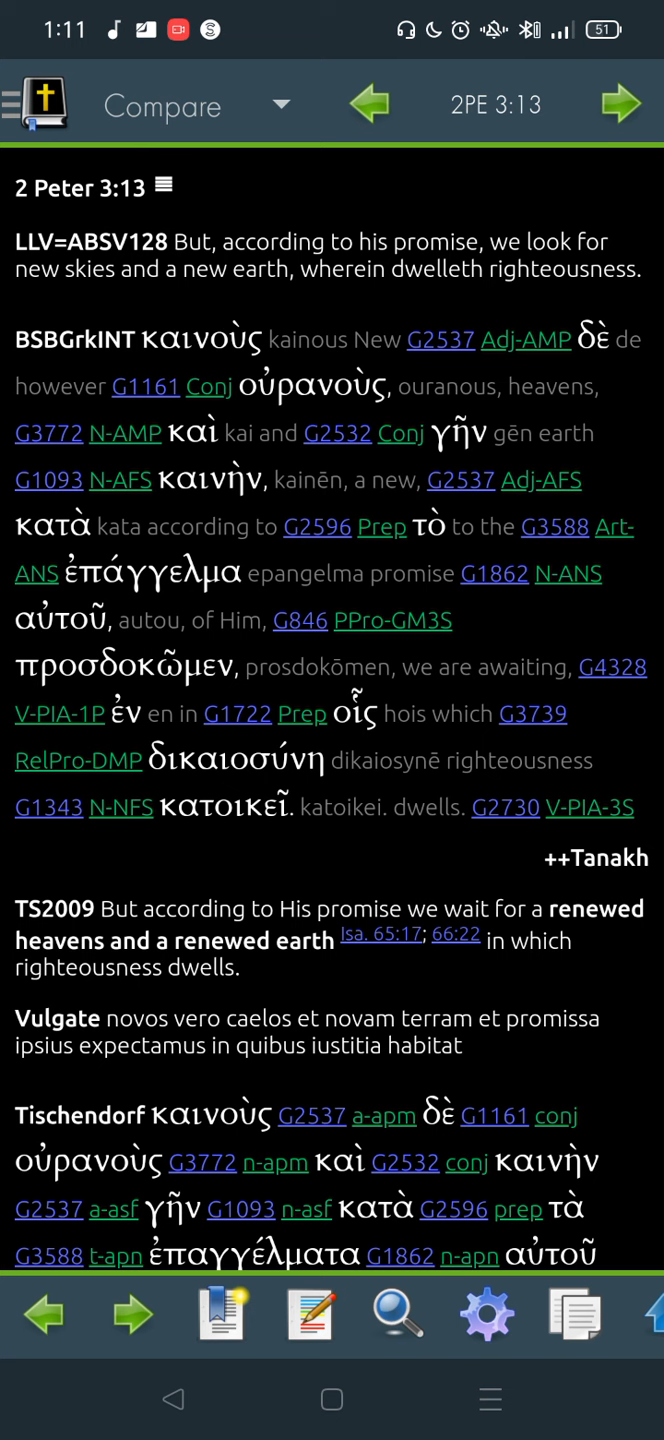 1:11
51
Compare
2PE 3:13
2 Peter 3:13
LLV=ABSV128 But, according to his promise, we look for
new skies and a new earth, wherein dwelleth righteousness.
BSBGrkINT καινοὺς kainous New G2537 Adj-AMP δὲ de
however G1161 Conj οὐρανοὺς, ouranous, heavens,
G3772 N-AMP καὶ kai and G2532 Conj γῆν gēn earth
G1093 N-AFS καινὴν, kainēn, a new, G2537 Adj-AFS
κατὰ kata according to G2596 Prep τὸ to the G3588 Art-
ANS ἐπάγγελμα epangelma promise G1862 N-ANS
αὐτοῦ, autou, of Him, G846 PPro-GM3S
προσδοκῶμεν, prosdokōmen, we are awaiting, G4328
V-PIA-1P ἐν en in G1722 Prep οἷς hois which G3739
RelPro-DMP δικαιοσύνη dikaiosynē righteousness
G1343 N-NFS κατοικεῖ. katoikei. dwells. G2730 V-PIA-3S
++Tanakh
TS2009 But according to His promise we wait for a renewed
heavens and a renewed earth Isa. 65:17; 66:22 in which
righteousness dwells.
Vulgate novos vero caelos et novam terram et promissa
ipsius expectamus in quibus iustitia habitat
Tischendorf καινοὺς G2537 a-apm δὲ G1161 conj
οὐρανοὺς G3772 n-apm καὶ G2532 conj καινὴν
G2537 a-asf γῆν G1093 n-asf κατὰ G2596 prep τὰ
G3588 t-apn ἐπαγγέλματα G1862 n-apn αὐτοῦ